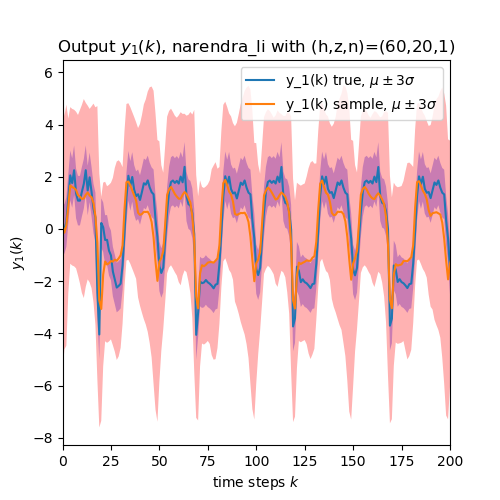 Output y₁(k), narendra_li with (h,z,n)=(60,20,1)
y_1(k) true, μ ± 3σ
y_1(k) sample, μ ± 3σ
6
4
2
0
−2
−4
−6
−8
y₁(k)
0 25 50 75 100 125 150 175 200
time steps k